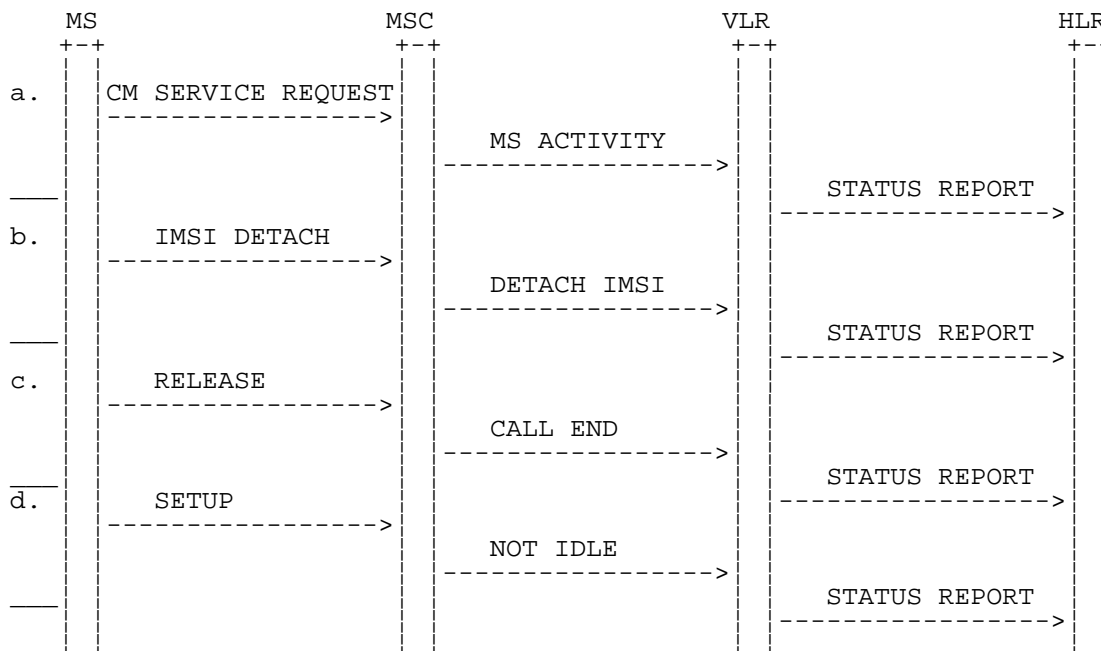 MS MSC VLR HLR
a. CM SERVICE REQUEST
MS ACTIVITY
STATUS REPORT
b. IMSI DETACH
DETACH IMSI
STATUS REPORT
c. RELEASE
CALL END
STATUS REPORT
d. SETUP
NOT IDLE
STATUS REPORT